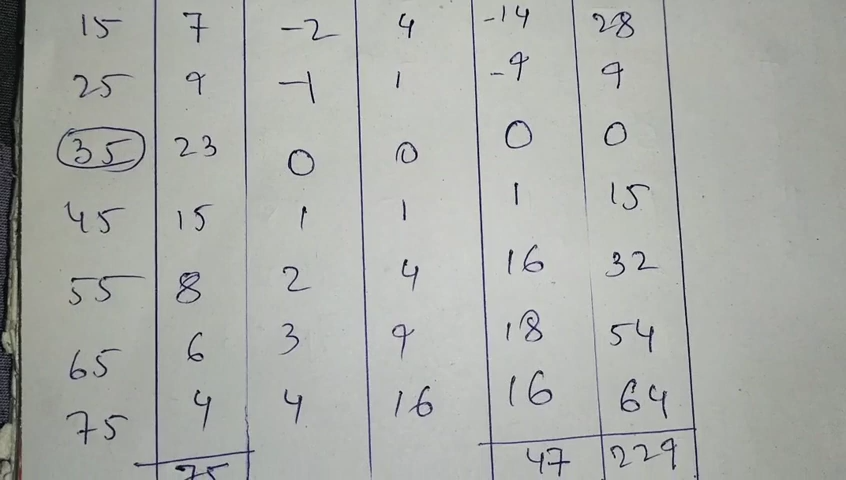 15 7 -2 4 -14 28
25 9 -1 1 -9 9
35 23 0 0 0 0
45 15 1 1 1 15
55 8 2 4 16 32
65 6 3 9 18 54
75 4 4 16 16 64
75 47 229